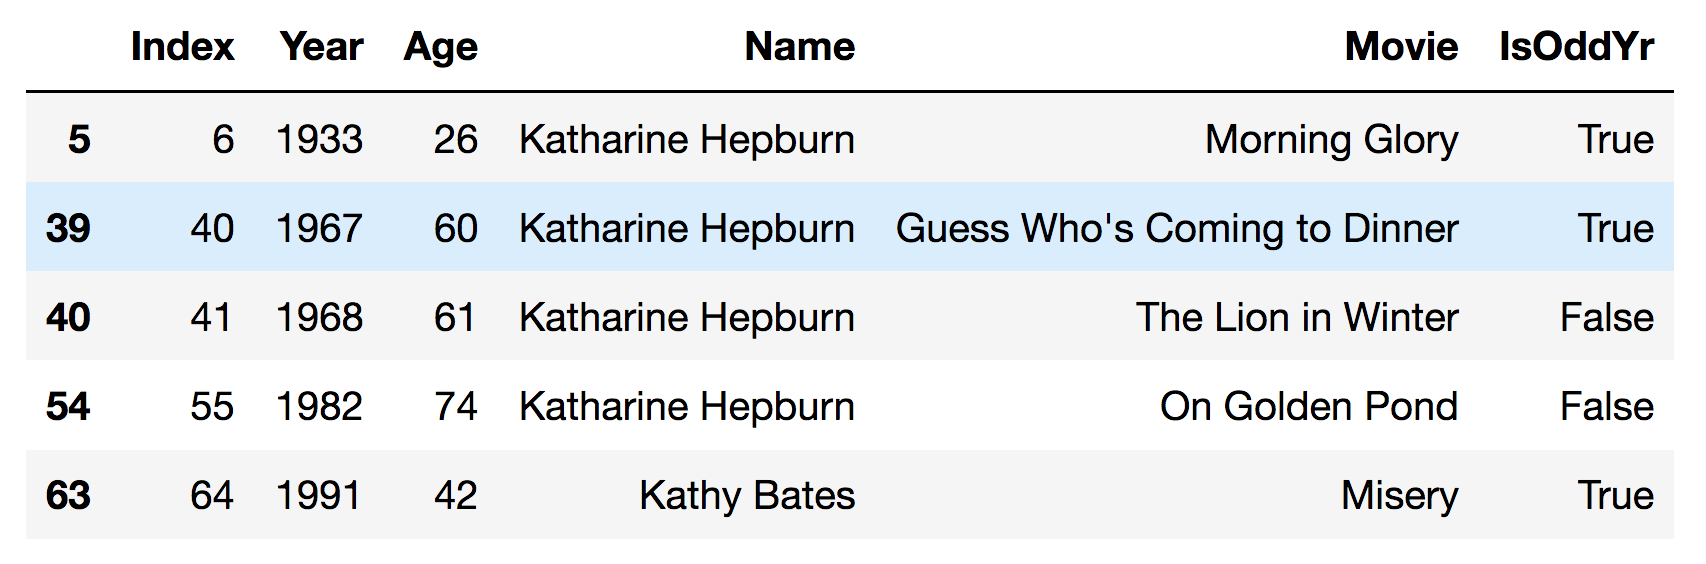 Index Year Age Name Movie IsOddYr
5 6 1933 26 Katharine Hepburn Morning Glory True
39 40 1967 60 Katharine Hepburn Guess Who's Coming to Dinner True
40 41 1968 61 Katharine Hepburn The Lion in Winter False
54 55 1982 74 Katharine Hepburn On Golden Pond False
63 64 1991 42 Kathy Bates Misery True